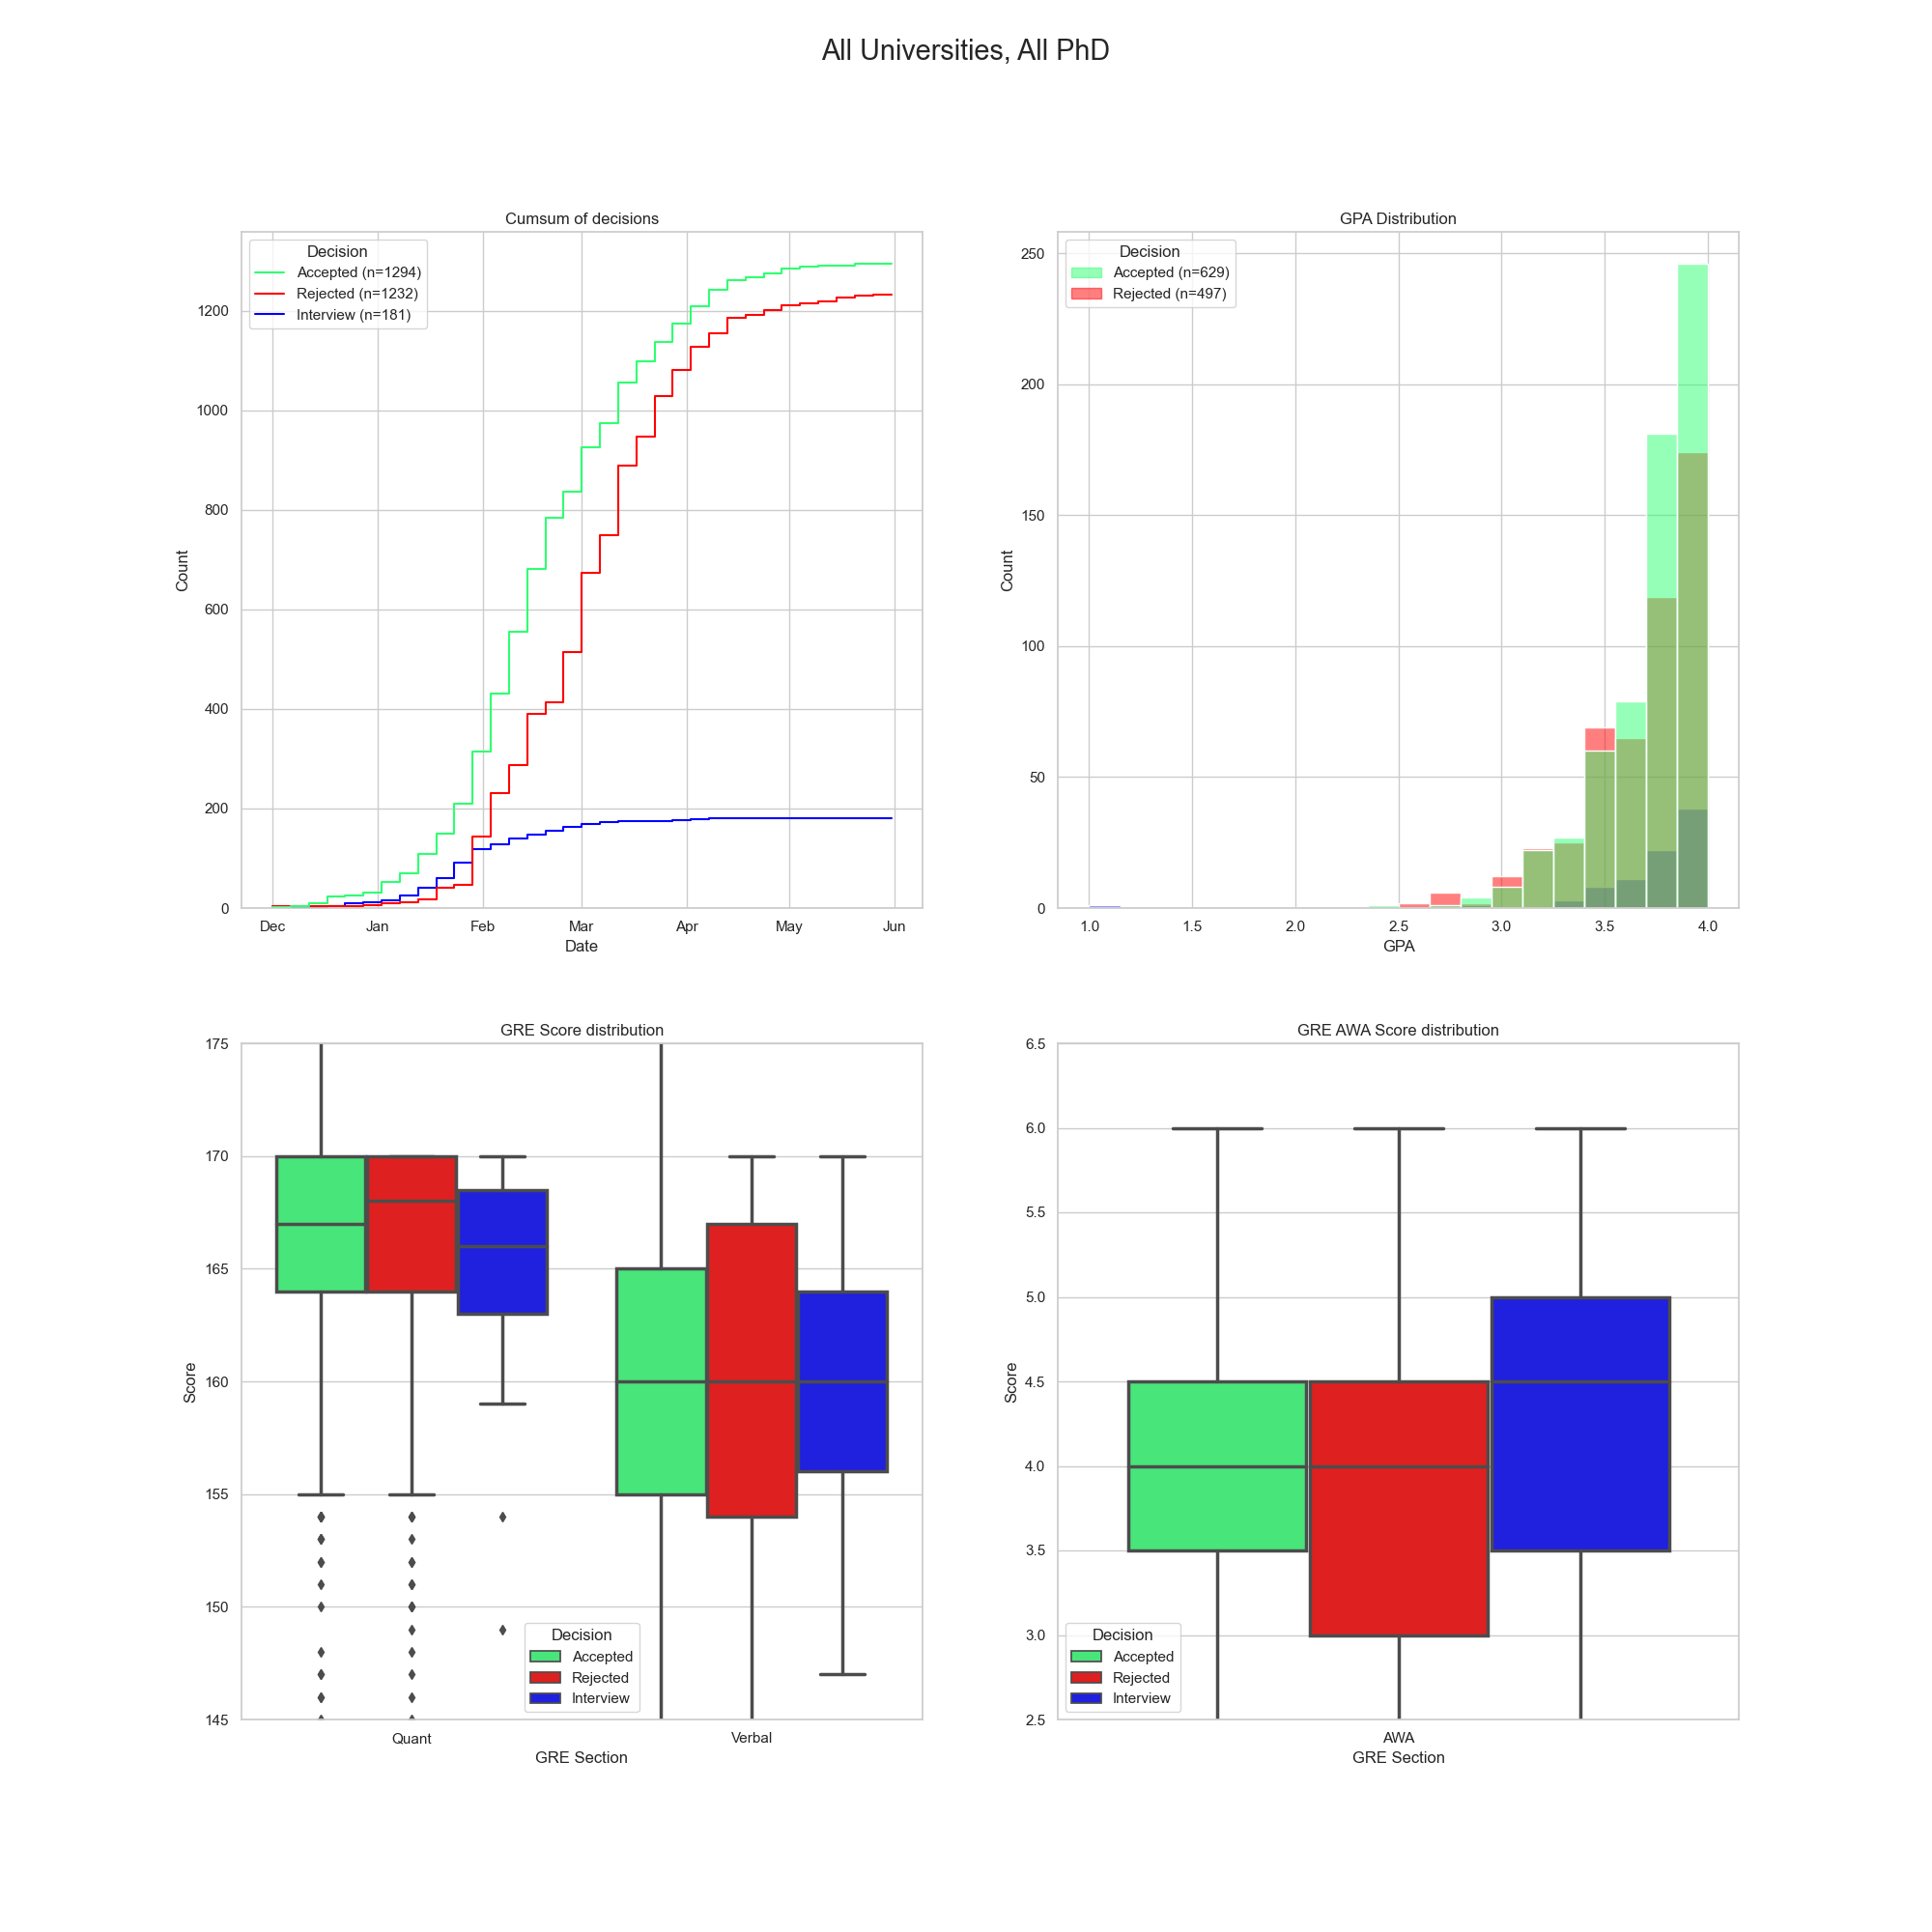 All Universities, All PhD
Cumsum of decisions
Decision
Accepted (n=1294)
Rejected (n=1232)
Interview (n=181)
1200
1000
800
600
400
200
0
Count
Dec Jan Feb Mar Apr May Jun
Date
GPA Distribution
Decision
Accepted (n=629)
Rejected (n=497)
250
200
150
100
50
0
Count
1.0 1.5 2.0 2.5 3.0 3.5 4.0
GPA
GRE Score distribution
175
170
165
160
155
150
145
Score
Decision
Accepted
Rejected
Interview
Quant Verbal
GRE Section
GRE AWA Score distribution
6.5
6.0
5.5
5.0
4.5
4.0
3.5
3.0
2.5
Score
Decision
Accepted
Rejected
Interview
AWA
GRE Section